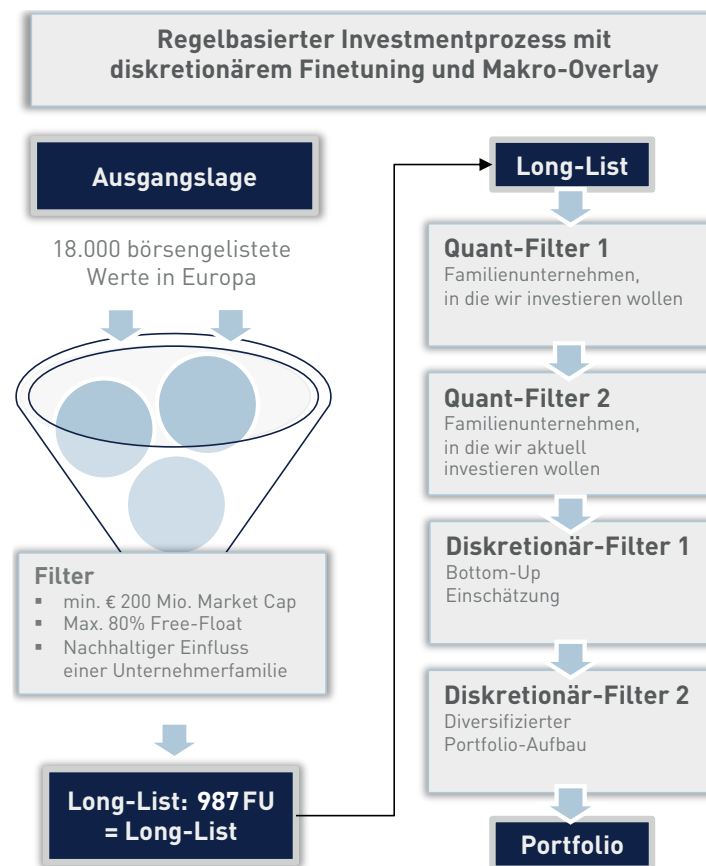 Regelbasierter Investmentprozess mit
diskretionärem Finetuning und Makro-Overlay
Ausgangslage
18.000 börsengelistete
Werte in Europa
Filter
▪ min. € 200 Mio. Market Cap
▪ Max. 80% Free-Float
▪ Nachhaltiger Einfluss
einer Unternehmerfamilie
Long-List: 987 FU
= Long-List
Long-List
Quant-Filter 1
Familienunternehmen,
in die wir investieren wollen
Quant-Filter 2
Familienunternehmen,
in die wir aktuell
investieren wollen
Diskretionär-Filter 1
Bottom-Up
Einschätzung
Diskretionär-Filter 2
Diversifizierter
Portfolio-Aufbau
Portfolio